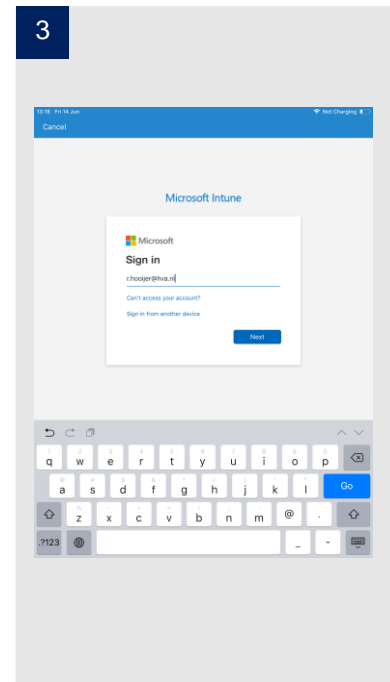 3
13:18 Fri 14 Jun
Not Charging
Cancel
Microsoft Intune
Microsoft
Sign in
r.hooijer@hva.nl
Can't access your account?
Sign in from another device
Next
q w e r t y u i o p
a s d f g h j k l Go
z x c v b n m @ .
.?123 _ -